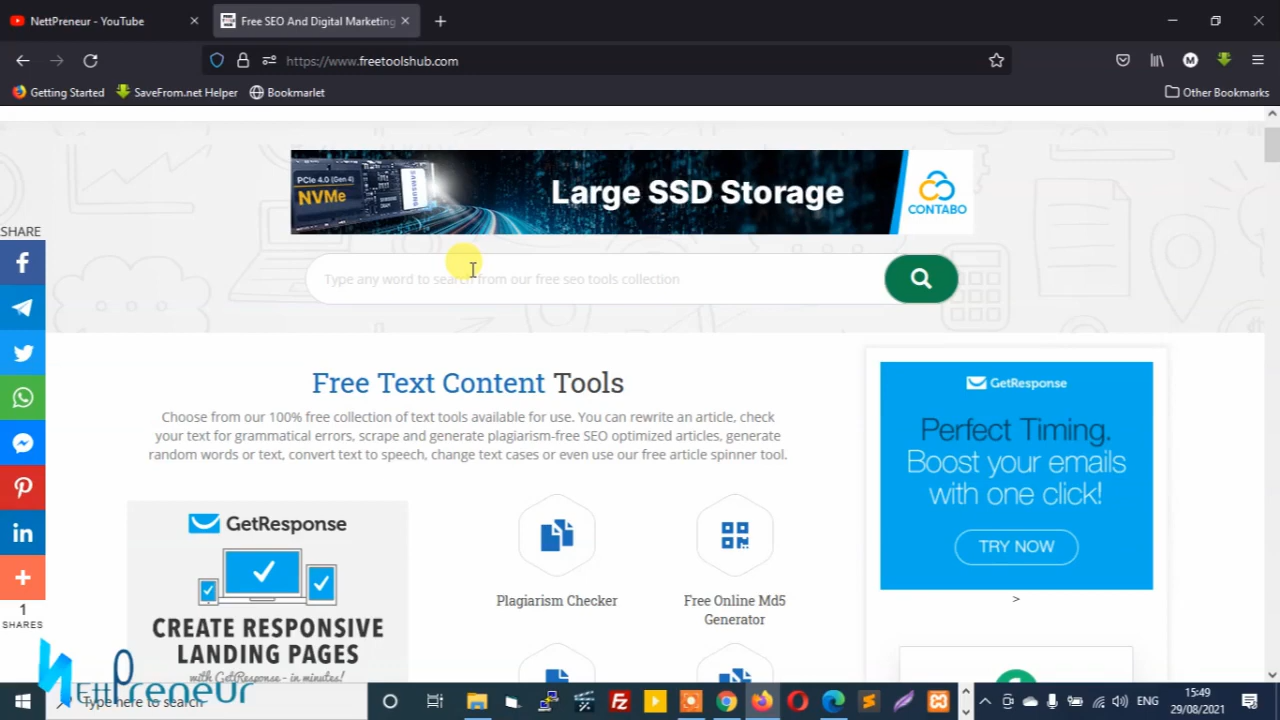 NettPreneur - YouTube
Free SEO And Digital Marketing
https://www.freetoolshub.com
M
Getting Started
SaveFrom.net Helper
Bookmarlet
Other Bookmarks
PCIe 4.0 (Gen 4)
NVMe
SAMSUNG
Large SSD Storage
CONTABO
SHARE
Type any word to search from our free seo tools collection
Free Text Content Tools
Choose from our 100% free collection of text tools available for use. You can rewrite an article, check
your text for grammatical errors, scrape and generate plagiarism-free SEO optimized articles, generate
random words or text, convert text to speech, change text cases or even use our free article spinner tool.
GetResponse
Perfect Timing.
Boost your emails
with one click!
TRY NOW
>
GetResponse
CREATE RESPONSIVE
LANDING PAGES
with GetResponse - in minutes!
Plagiarism Checker
Free Online Md5
Generator
1
SHARES
NettPreneur
Type here to search
ENG
15:49
29/08/2021